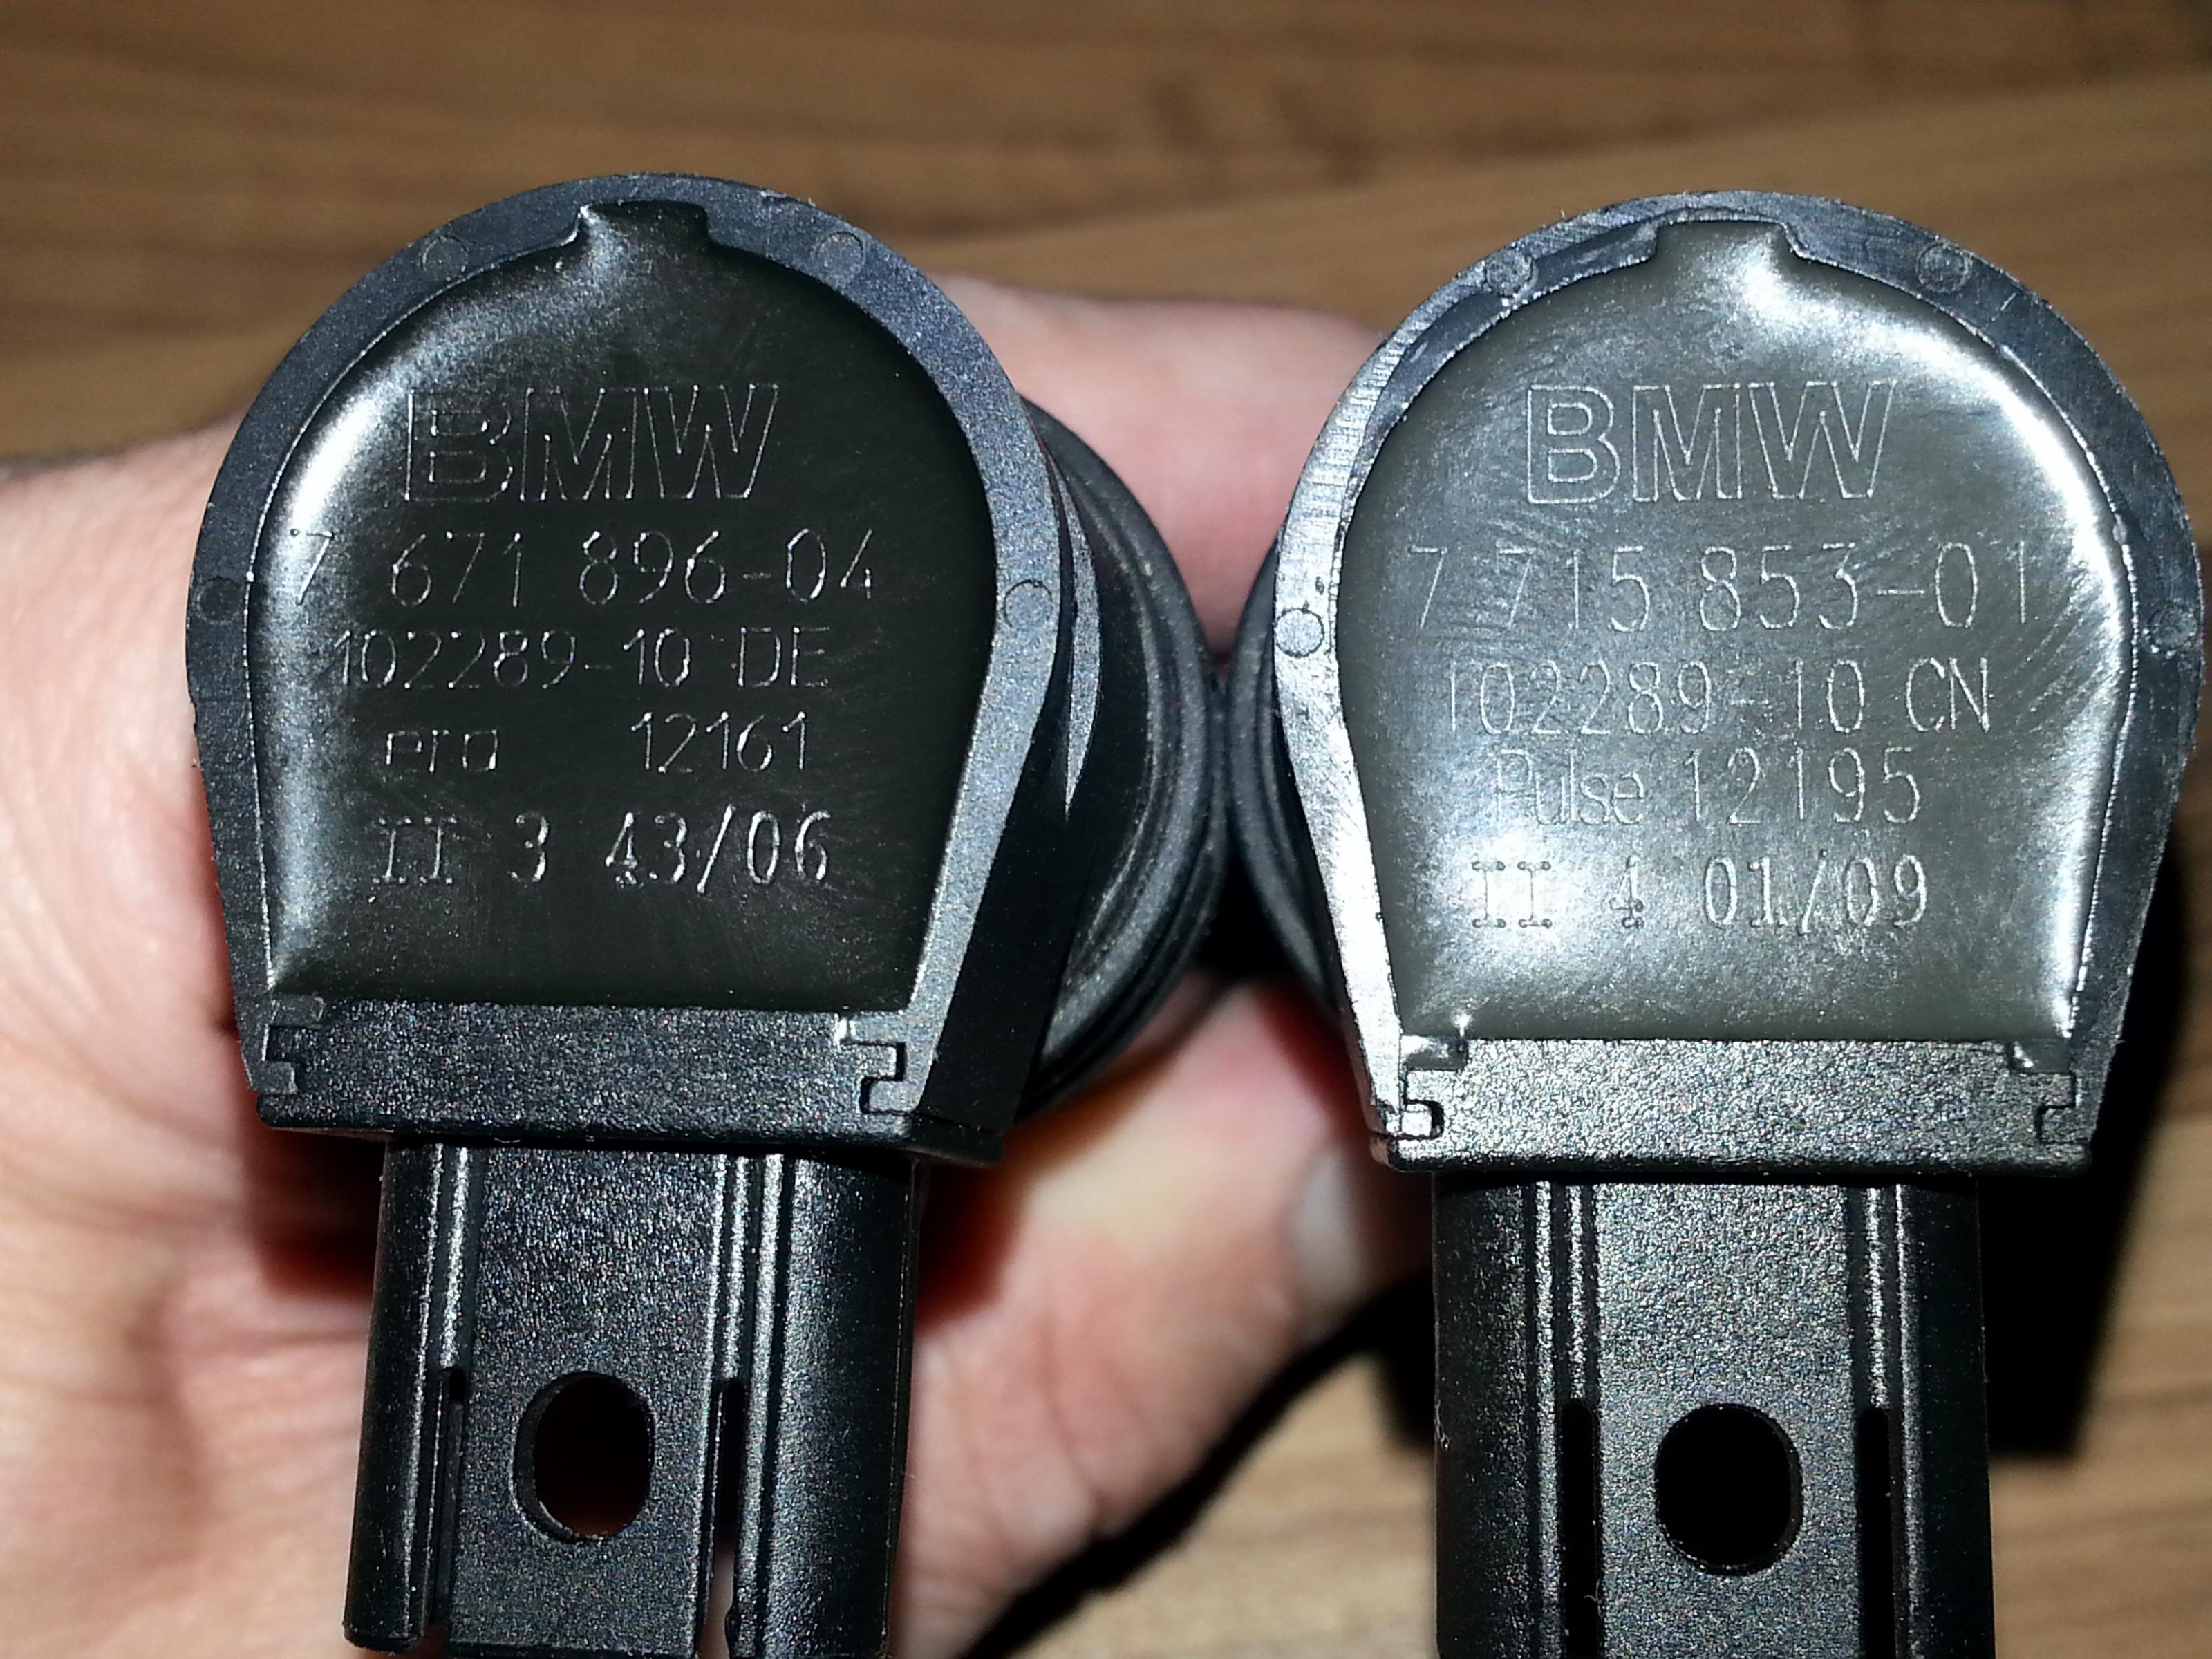 BMW
7 671 896-04
102289-10 DE
era 12161
II 3 43/06
BMW
7 715 853-01
102289-10 CN
Pulse 12195
II 4 01/09